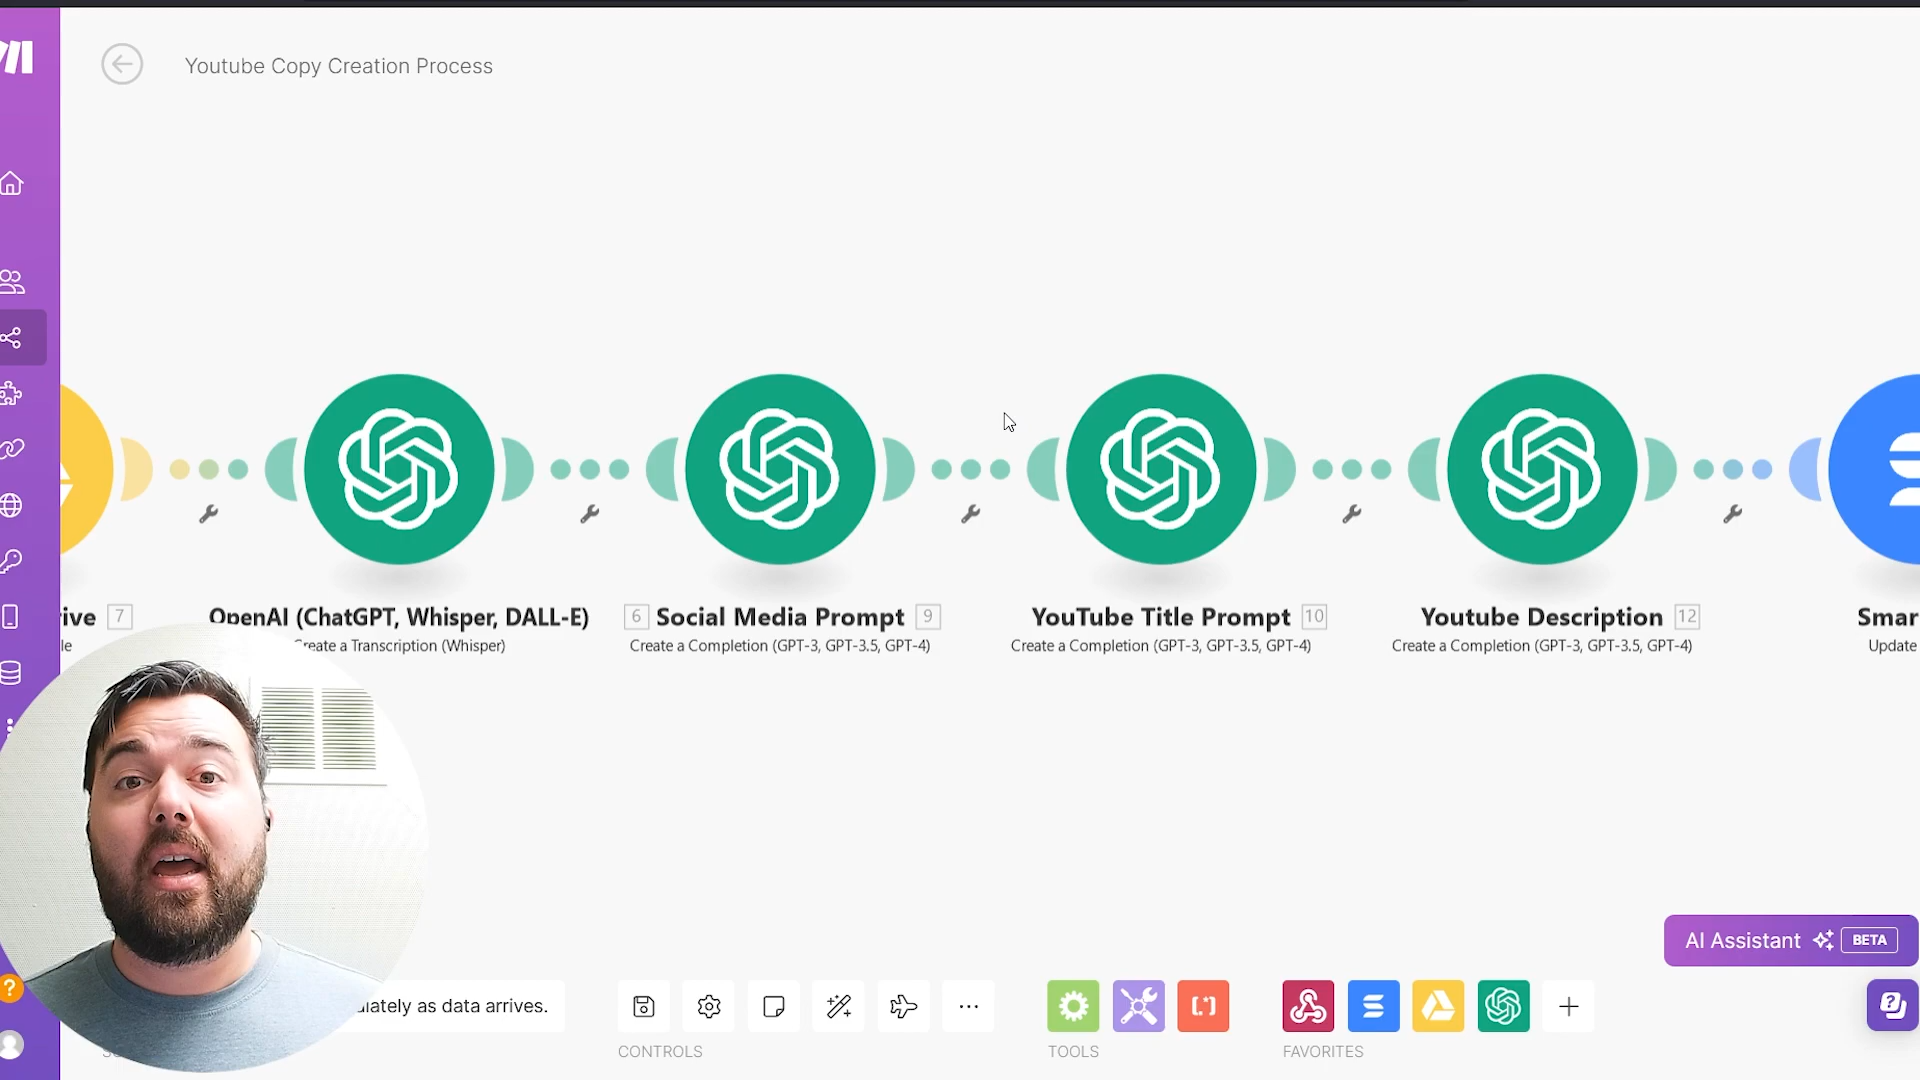 Youtube Copy Creation Process
rive 7
le
OpenAI (ChatGPT, Whisper, DALL-E) 6
Create a Transcription (Whisper)
Social Media Prompt 9
Create a Completion (GPT-3, GPT-3.5, GPT-4)
YouTube Title Prompt 10
Create a Completion (GPT-3, GPT-3.5, GPT-4)
Youtube Description 12
Create a Completion (GPT-3, GPT-3.5, GPT-4)
Smar
Update
AI Assistant BETA
?
diately as data arrives.
...
[*]
+
?
CONTROLS
TOOLS
FAVORITES